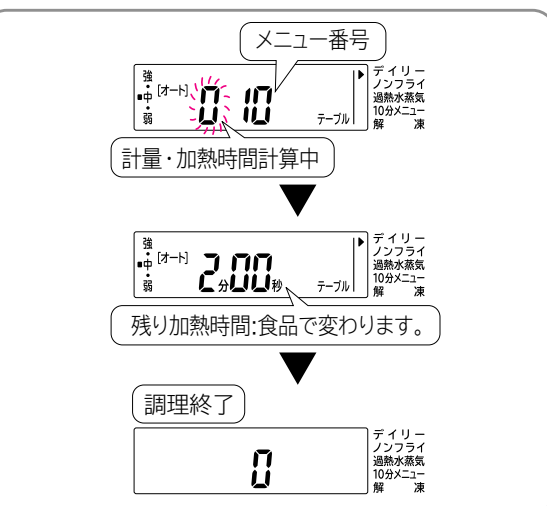 メニュー番号
強
・
中
・
弱
[オート]
0 10
テーブル
デイリー
ノンフライ
過熱水蒸気
10分メニュー
解 凍
計量・加熱時間計算中
強
・
中
・
弱
[オート]
2分00秒
テーブル
デイリー
ノンフライ
過熱水蒸気
10分メニュー
解 凍
残り加熱時間:食品で変わります。
調理終了
0
デイリー
ノンフライ
過熱水蒸気
10分メニュー
解 凍